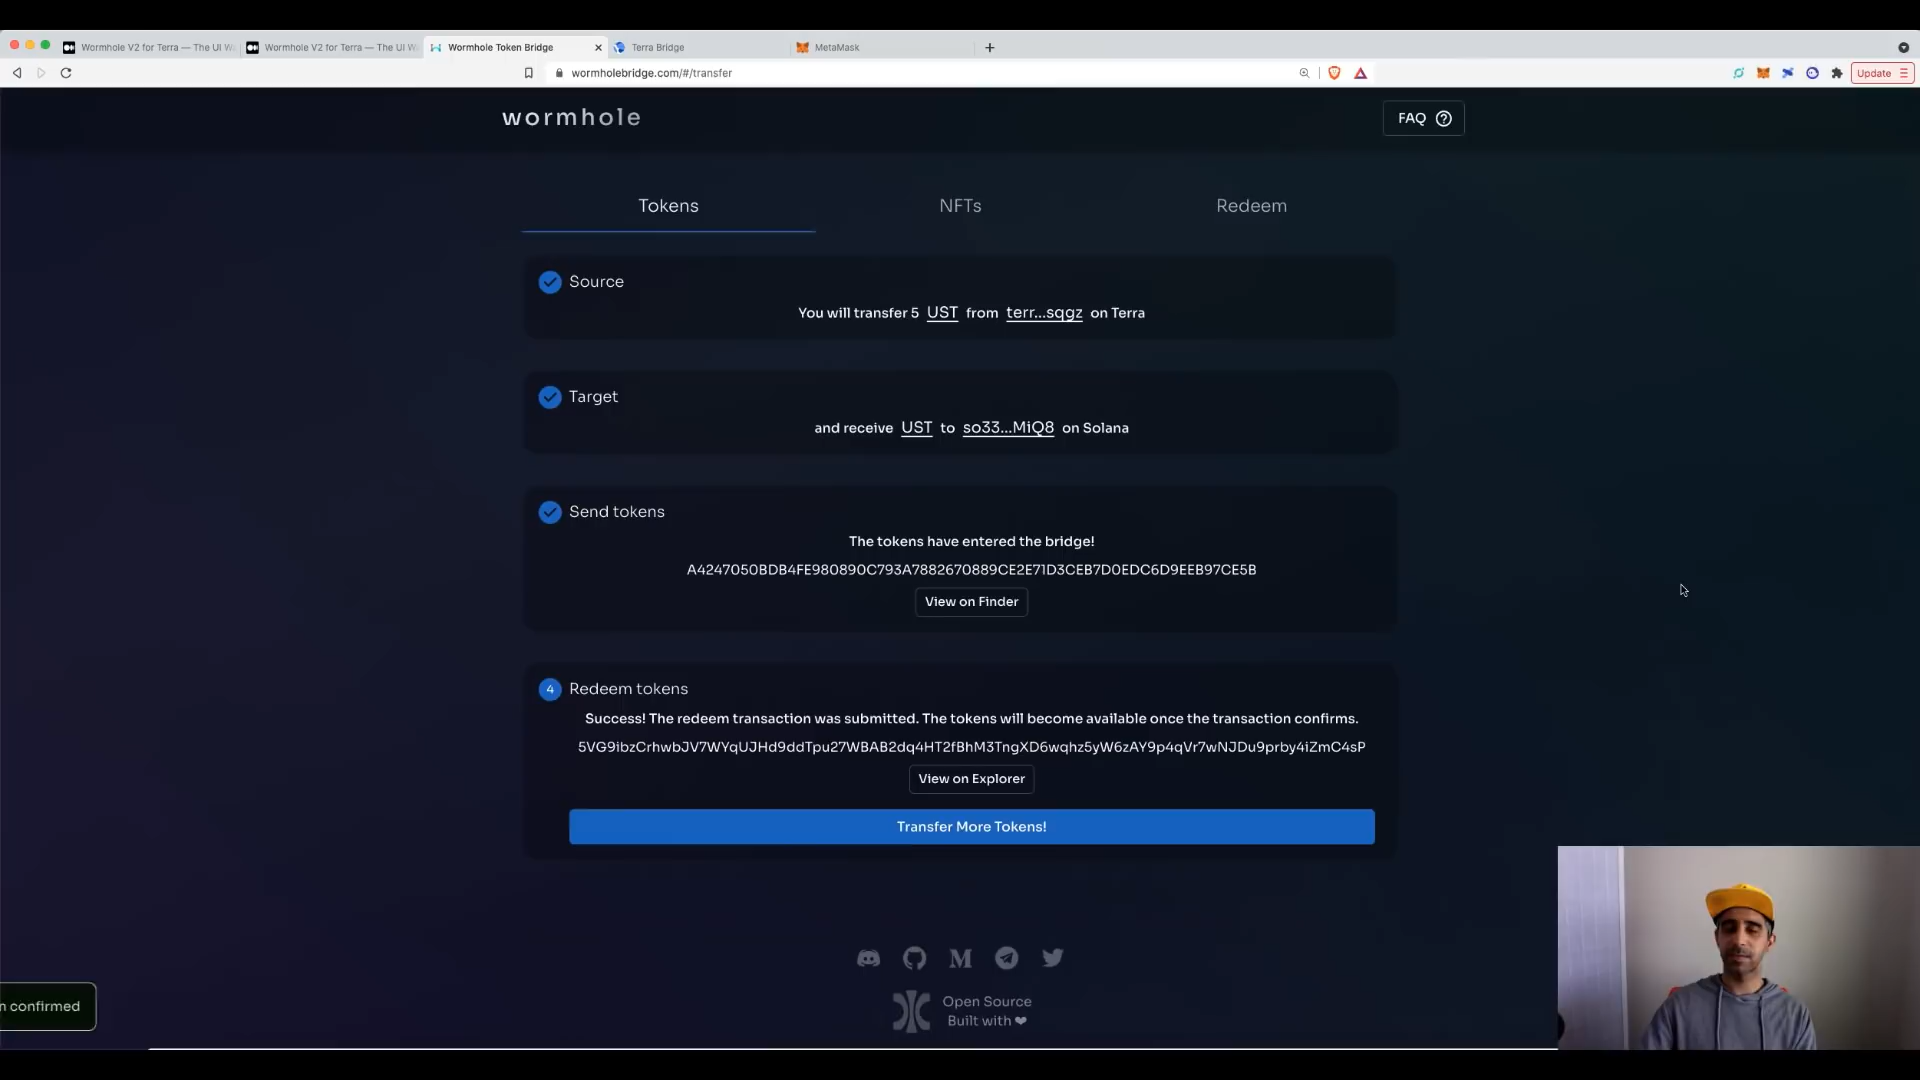 Wormhole V2 for Terra — The UI W
Wormhole V2 for Terra — The UI W
Wormhole Token Bridge
Terra Bridge
MetaMask
wormholebridge.com/#/transfer
Update
wormhole
FAQ
Tokens
NFTs
Redeem
Source
You will transfer 5 UST from terr...sqgz on Terra
Target
and receive UST to so33...MiQ8 on Solana
Send tokens
The tokens have entered the bridge!
A4247050BDB4FE980890C793A7882670889CE2E71D3CEB7D0EDC6D9EEB97CE5B
View on Finder
4 Redeem tokens
Success! The redeem transaction was submitted. The tokens will become available once the transaction confirms.
5VG9ibzCrhwbJV7WYqUJHd9ddTpu27WBAB2dq4HT2fBhM3TngXD6wqhz5yW6zAY9p4qVr7wNJDu9prby4iZmC4sP
View on Explorer
Transfer More Tokens!
n confirmed
Open Source
Built with ❤